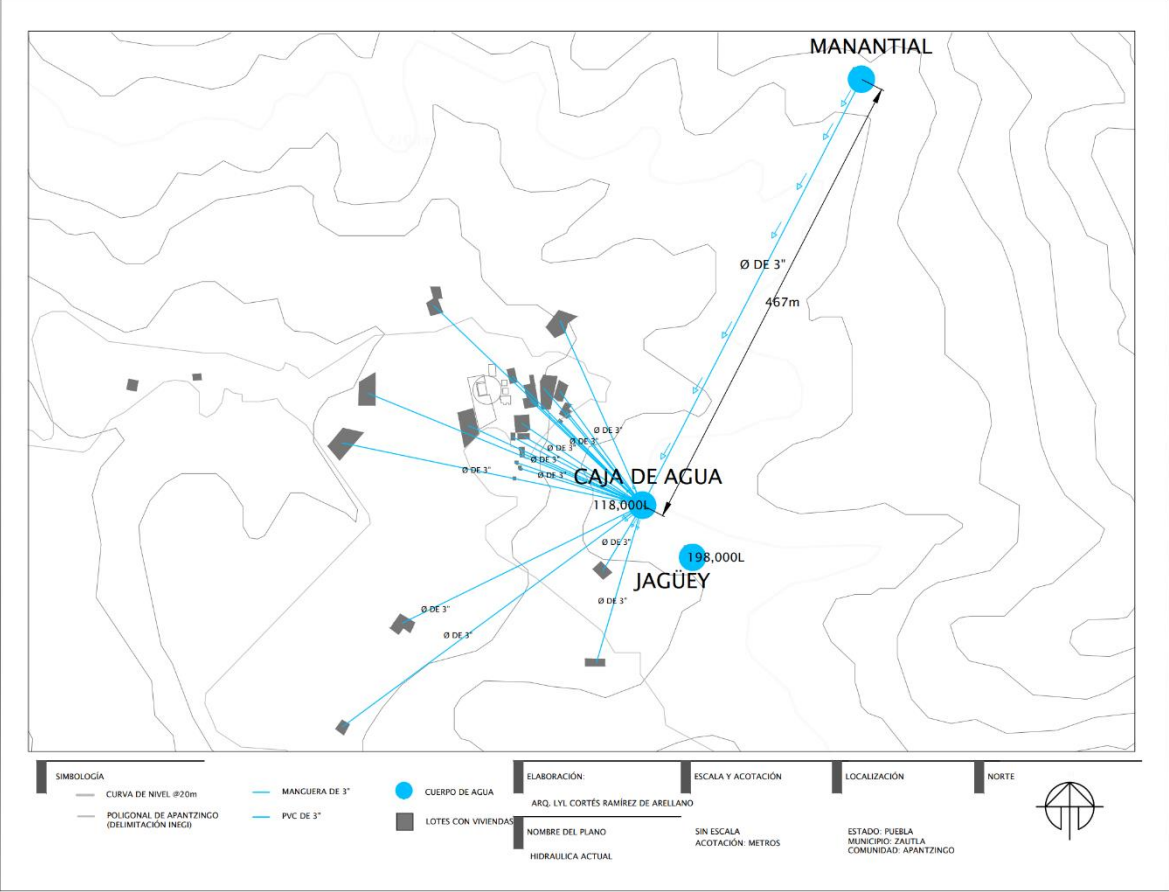 MANANTIAL
Ø DE 3"
467m
Ø DE 3"
Ø DE 3"
Ø DE 3"
Ø DE 3"
Ø DE 3"
Ø DE 3"
CAJA DE AGUA
118,000L
Ø DE 3"
198,000L
JAGÜEY
Ø DE 3"
Ø DE 3"
Ø DE 3"
SIMBOLOGÍA
CURVA DE NIVEL @20m
POLIGONAL DE APANTZINGO
(DELIMITACIÓN INEGI)
MANGUERA DE 3"
PVC DE 3"
CUERPO DE AGUA
LOTES CON VIVIENDAS
ELABORACIÓN:
ARQ. LYL CORTÉS RAMÍREZ DE ARELLANO
NOMBRE DEL PLANO
HIDRAULICA ACTUAL
ESCALA Y ACOTACIÓN
SIN ESCALA
ACOTACIÓN: METROS
LOCALIZACIÓN
ESTADO: PUEBLA
MUNICIPIO: ZAUTLA
COMUNIDAD: APANTZINGO
NORTE